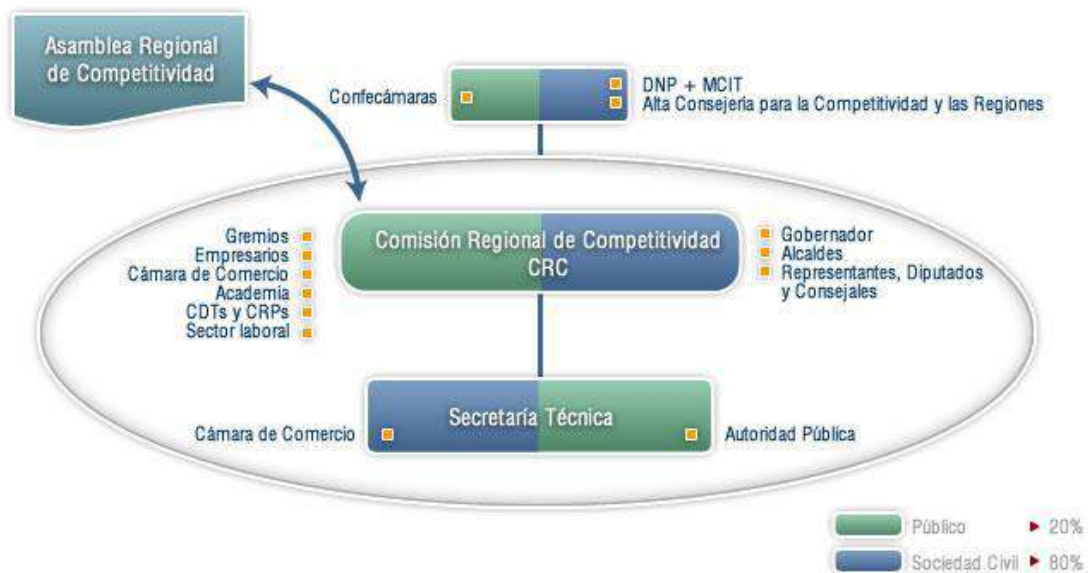 Asamblea Regional
de Competitividad
Confecámaras
DNP + MCIT
Alta Consejería para la Competitividad y las Regiones
Gremios
Empresarios
Cámara de Comercio
Academia
CDTs y CRPs
Sector laboral
Comisión Regional de Competitividad
CRC
Gobernador
Alcaldes
Representantes, Diputados
y Consejales
Secretaría Técnica
Cámara de Comercio
Autoridad Pública
Público ▶ 20%
Sociedad Civil ▶ 80%